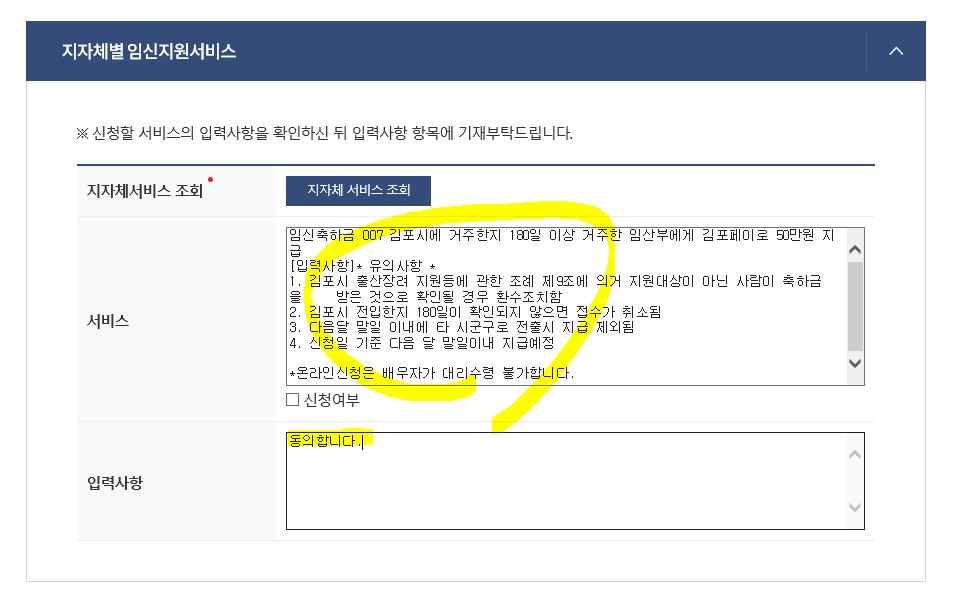 지자체별 임신지원서비스
※ 신청할 서비스의 입력사항을 확인하신 뒤 입력사항 항목에 기재부탁드립니다.
지자체서비스 조회
지자체 서비스 조회
서비스
임신축하금 007 김포시에 거주한지 180일 이상 거주한 임산부에게 김포페이로 50만원 지
급
[입력사항]* 유의사항 *
1. 김포시 출산장려 지원등에 관한 조례 제9조에 의거 지원대상이 아닌 사람이 축하금
을 받은 것으로 확인될 경우 환수조치함
2. 김포시 전입한지 180일이 확인되지 않으면 접수가 취소됨
3. 다음달 말일 이내에 타 시군구로 전출시 지급 제외됨
4. 신청일 기준 다음 달 말일이내 지급예정
*온라인신청은 배우자가 대리수령 불가합니다.
신청여부
입력사항
동의합니다.